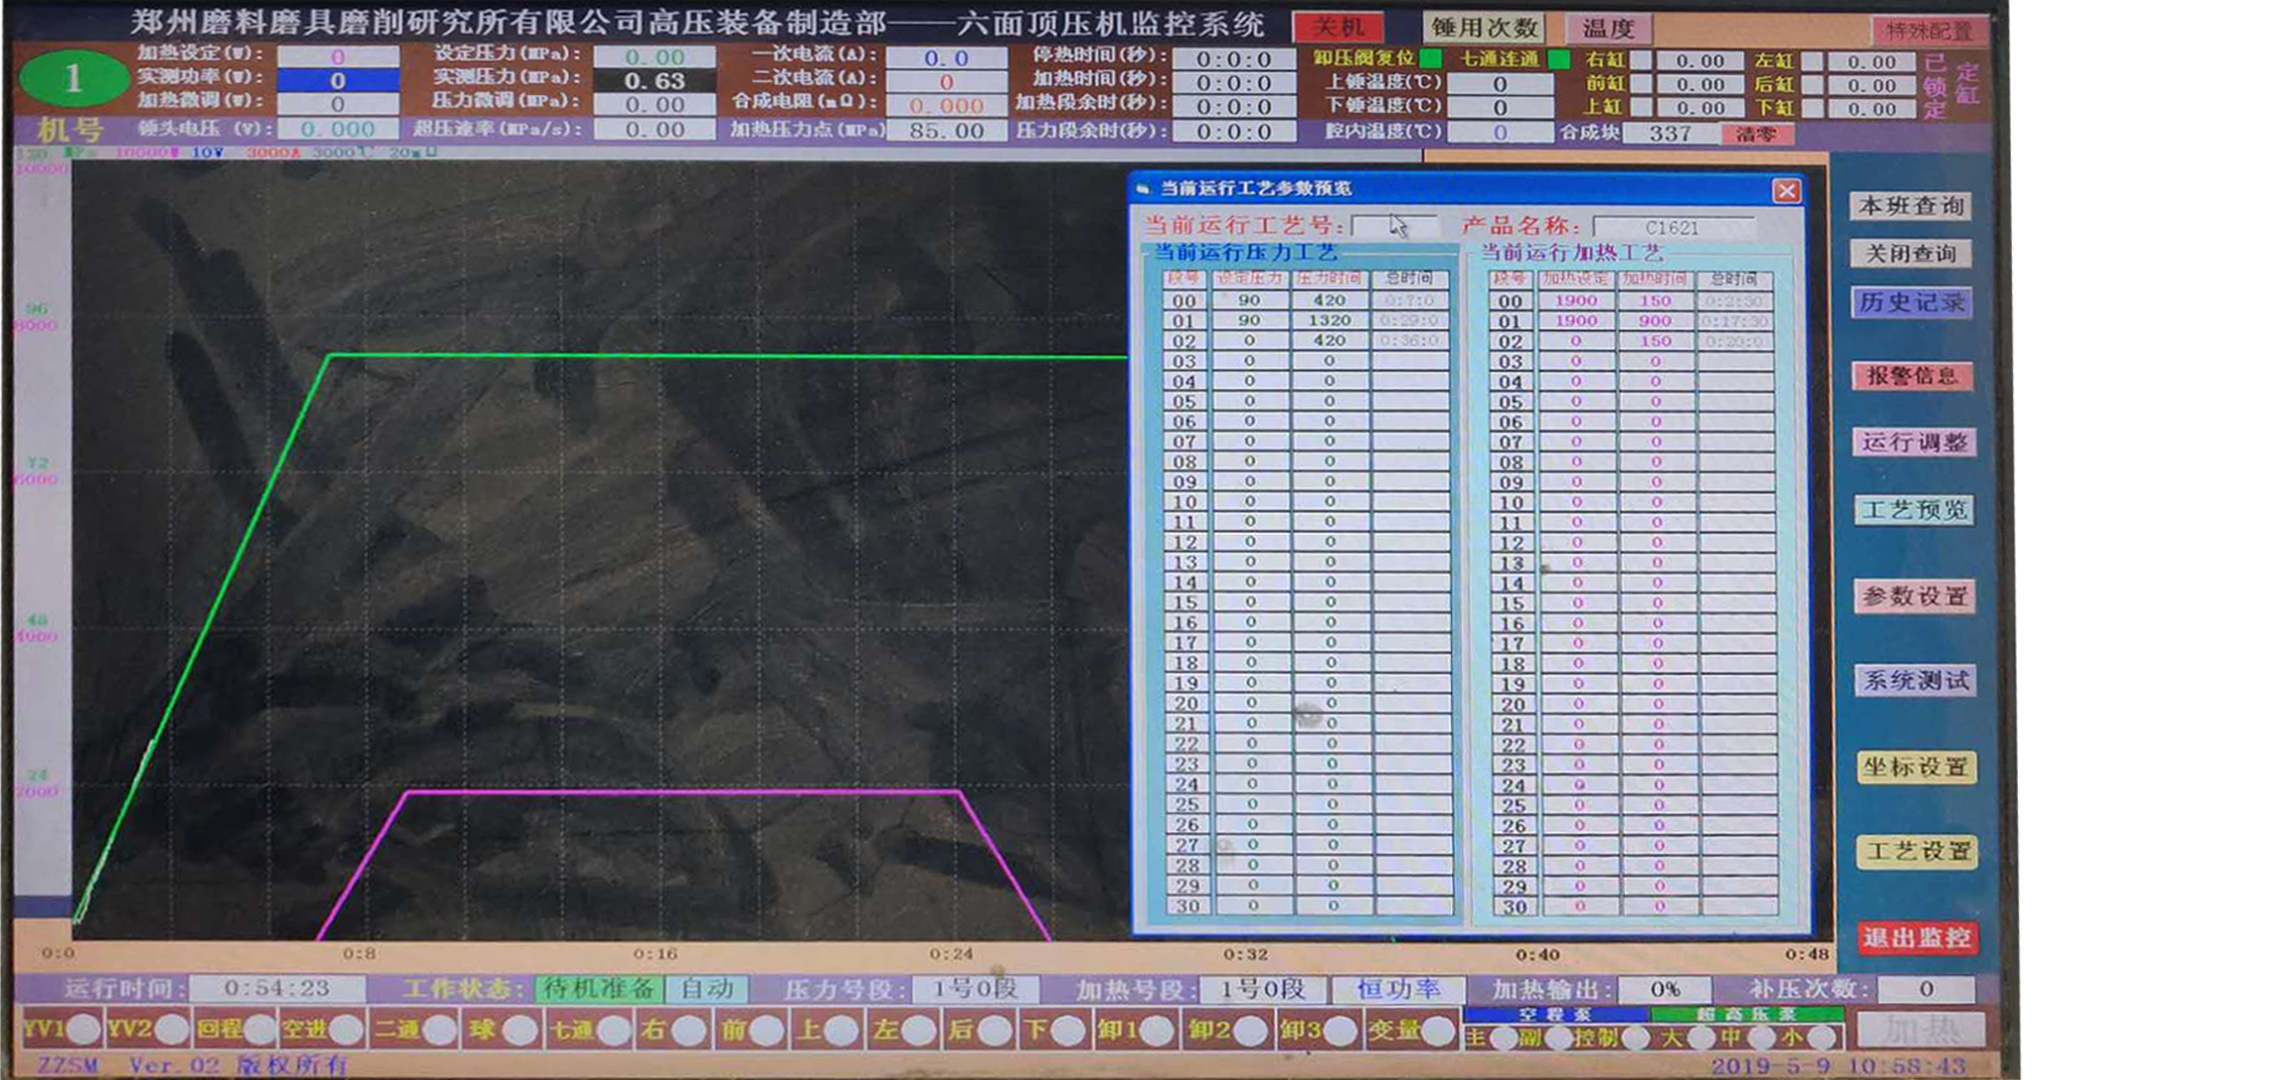 郑州磨料磨具磨削研究所有限公司高压装备制造部——六面顶压机监控系统 关机 锤用次数 温度 特殊配置
1
机号
加热设定(W): 0 设定压力(MPa): 0.00 一次电流(A): 0.0 停热时间(秒): 0:0:0 卸压阀复位 七通连通 右缸 0.00 左缸 0.00 已定
实测功率(W): 0 实测压力(MPa): 0.63 二次电流(A): 0 加热时间(秒): 0:0:0 上锤温度(℃) 0 前缸 0.00 后缸 0.00 锁缸
加热微调(W): 0 压力微调(MPa): 0.00 合成电阻(mΩ): 0.000 加热段余时(秒): 0:0:0 下锤温度(℃) 0 上缸 0.00 下缸 0.00 定
锤头电压 (V): 0.000 超压速率(MPa/s): 0.00 加热压力点(MPa) 85.00 压力段余时(秒): 0:0:0 腔内温度(℃) 0 合成块 337 清零
10000W 10V 3000A 3000℃ 20mΩ
10000
96
8000
72
6000
48
4000
24
2000
当前运行工艺参数预览
当前运行工艺号: 产品名称: C1621
当前运行压力工艺 当前运行加热工艺
段号 设定压力 压力时间 总时间 段号 加热设定 加热时间 总时间
00 90 420 0:7:0 00 1900 150 0:2:30
01 90 1320 0:29:0 01 1900 900 0:17:30
02 0 420 0:36:0 02 0 150 0:20:0
03 0 0 03 0 0
04 0 0 04 0 0
05 0 0 05 0 0
06 0 0 06 0 0
07 0 0 07 0 0
08 0 0 08 0 0
09 0 0 09 0 0
10 0 0 10 0 0
11 0 0 11 0 0
12 0 0 12 0 0
13 0 0 13 0 0
14 0 0 14 0 0
15 0 0 15 0 0
16 0 0 16 0 0
17 0 0 17 0 0
18 0 0 18 0 0
19 0 0 19 0 0
20 0 0 20 0 0
21 0 0 21 0 0
22 0 0 22 0 0
23 0 0 23 0 0
24 0 0 24 0 0
25 0 0 25 0 0
26 0 0 26 0 0
27 0 0 27 0 0
28 0 0 28 0 0
29 0 0 29 0 0
30 0 0 30 0 0
本班查询
关闭查询
历史记录
报警信息
运行调整
工艺预览
参数设置
系统测试
坐标设置
工艺设置
退出监控
0:0 0:8 0:16 0:24 0:32 0:40 0:48
运行时间: 0:54:23 工作状态: 待机准备 自动 压力号段: 1号0段 加热号段: 1号0段 恒功率 加热输出: 0% 补压次数: 0
YV1 YV2 回程 空进 二通 球 七通 右 前 上 左 后 下 卸1 卸2 卸3 变量 空程泵 超高压泵 加热
主 副 控制 大 中 小
ZZSM Ver.02 版权所有 2019-5-9 10:58:43